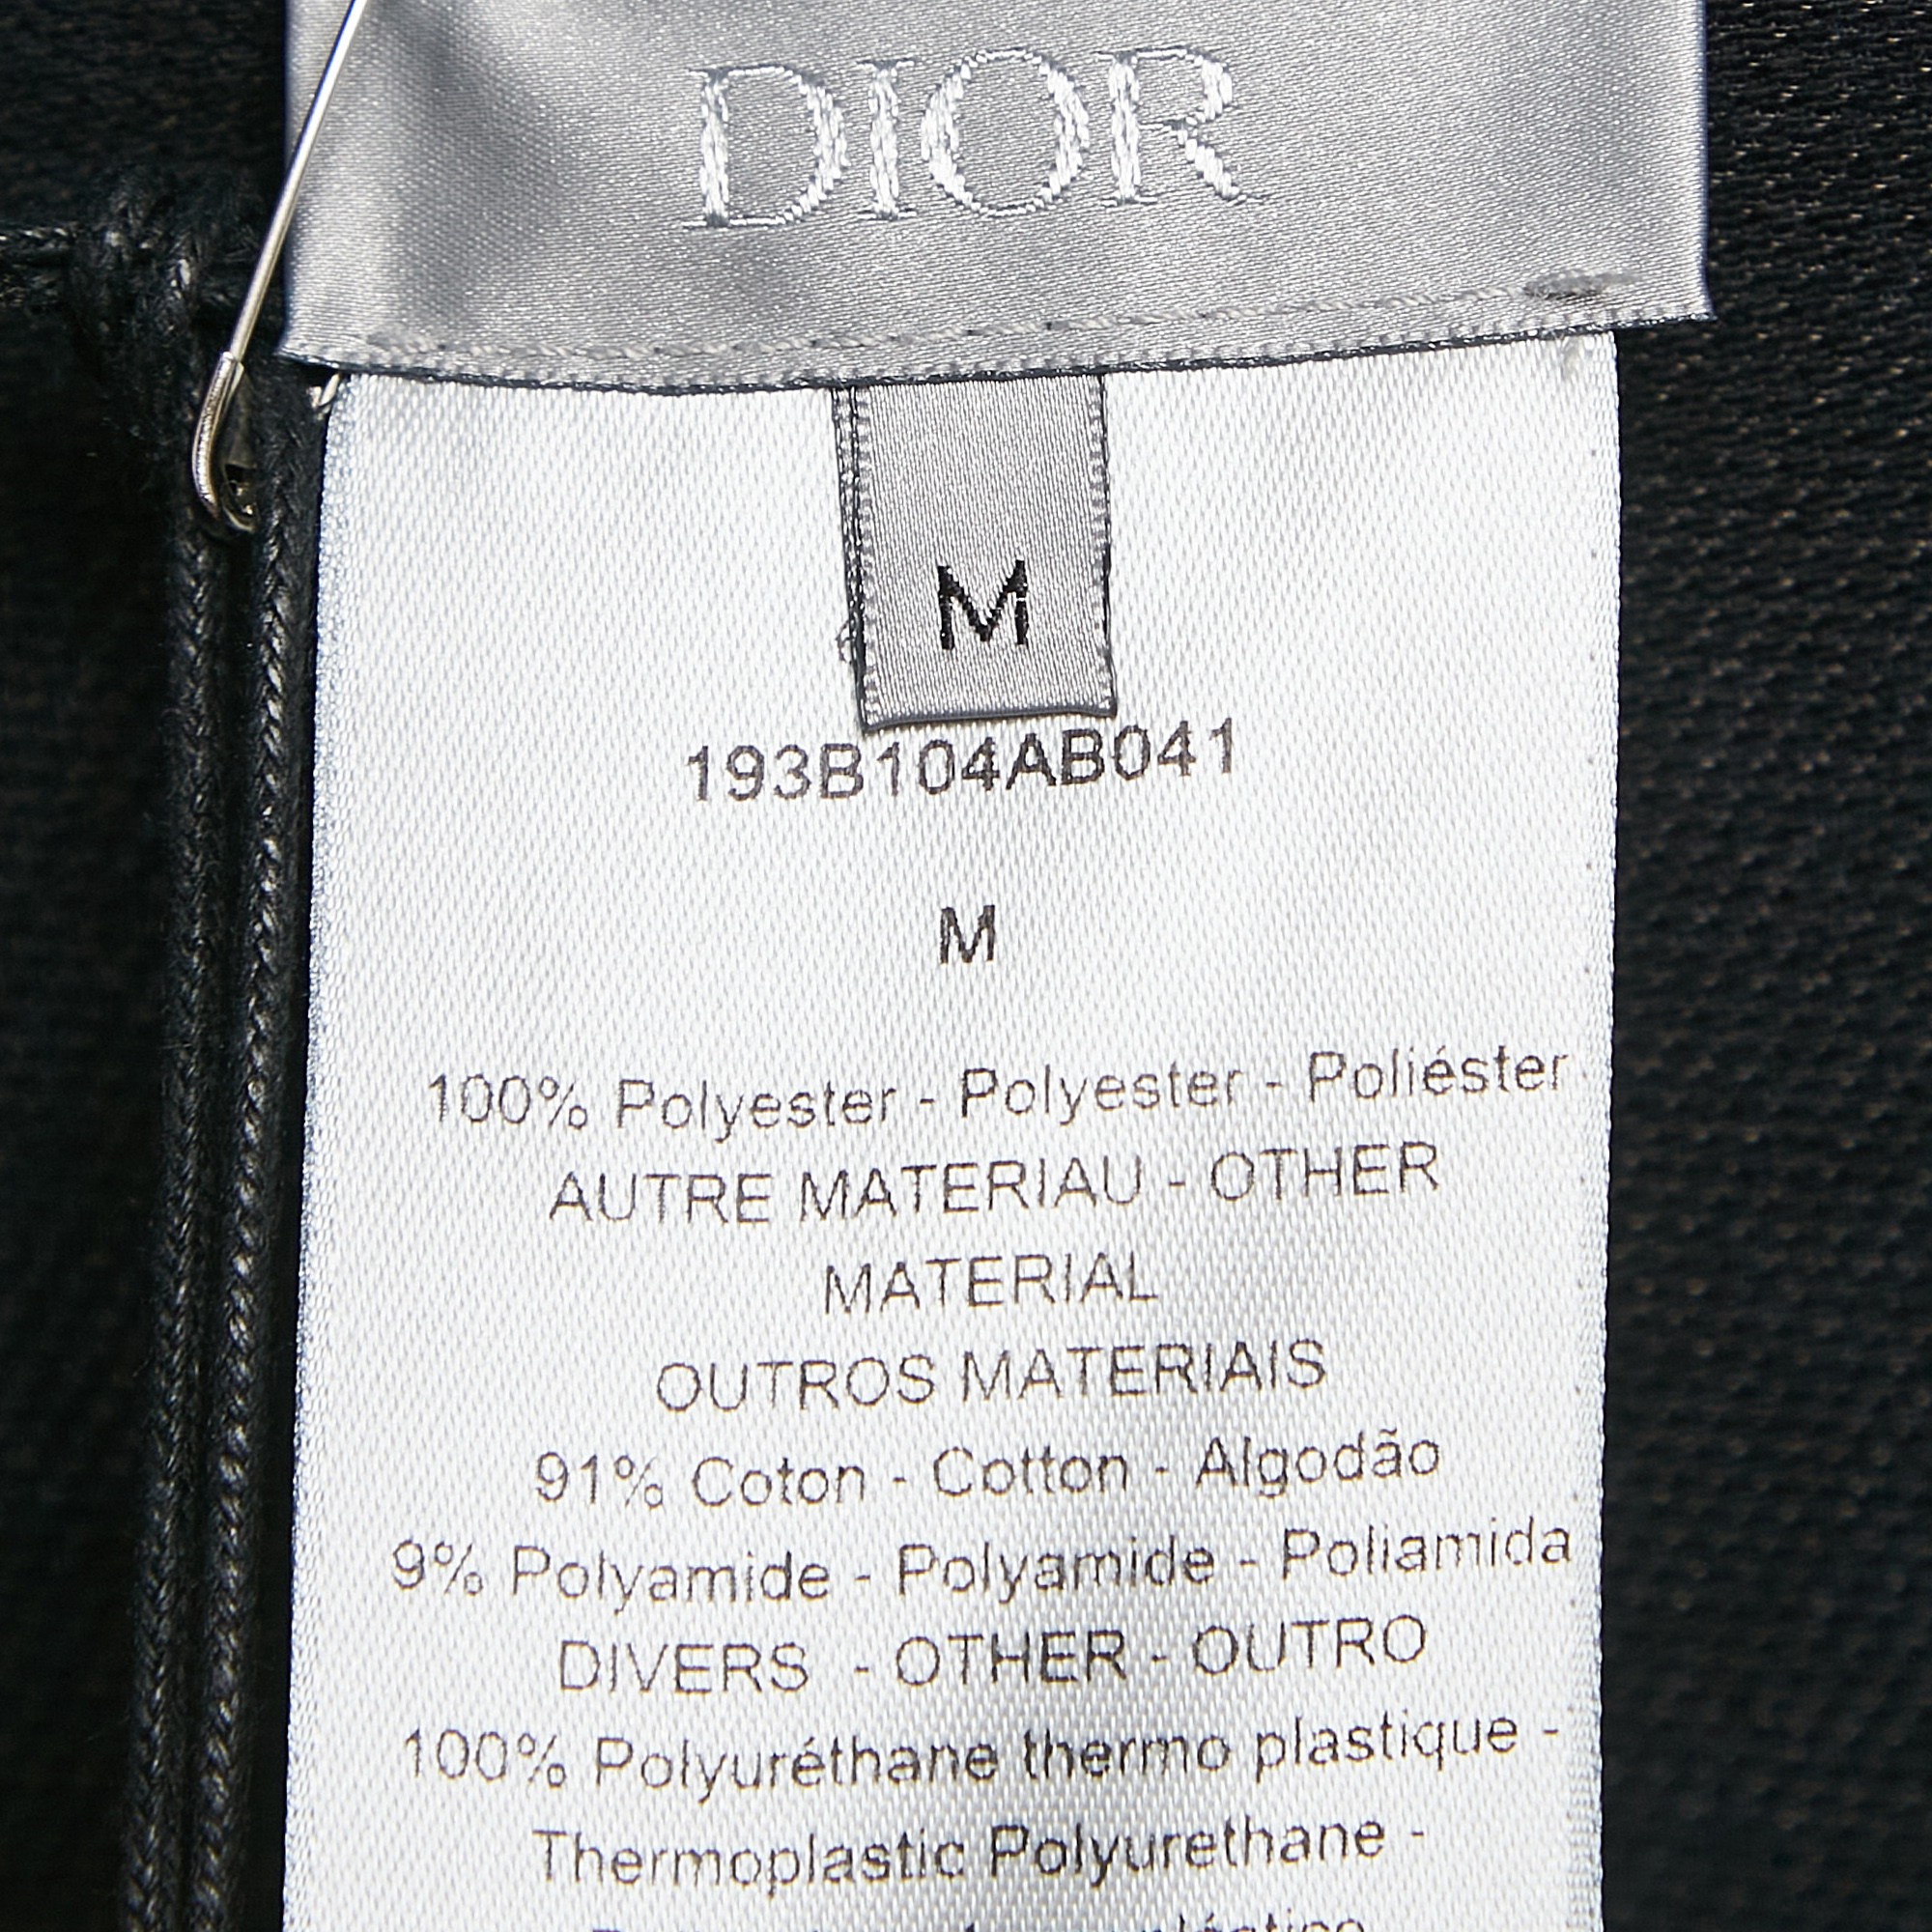 DIOR
M
193B104AB041
M
100% Polyester - Polyester - Poliéster
AUTRE MATERIAU - OTHER
MATERIAL
OUTROS MATERIAIS
91% Coton - Cotton - Algodão
9% Polyamide - Polyamide - Poliamida
DIVERS - OTHER - OUTRO
100% Polyuréthane thermo plastique -
Thermoplastic Polyurethane -